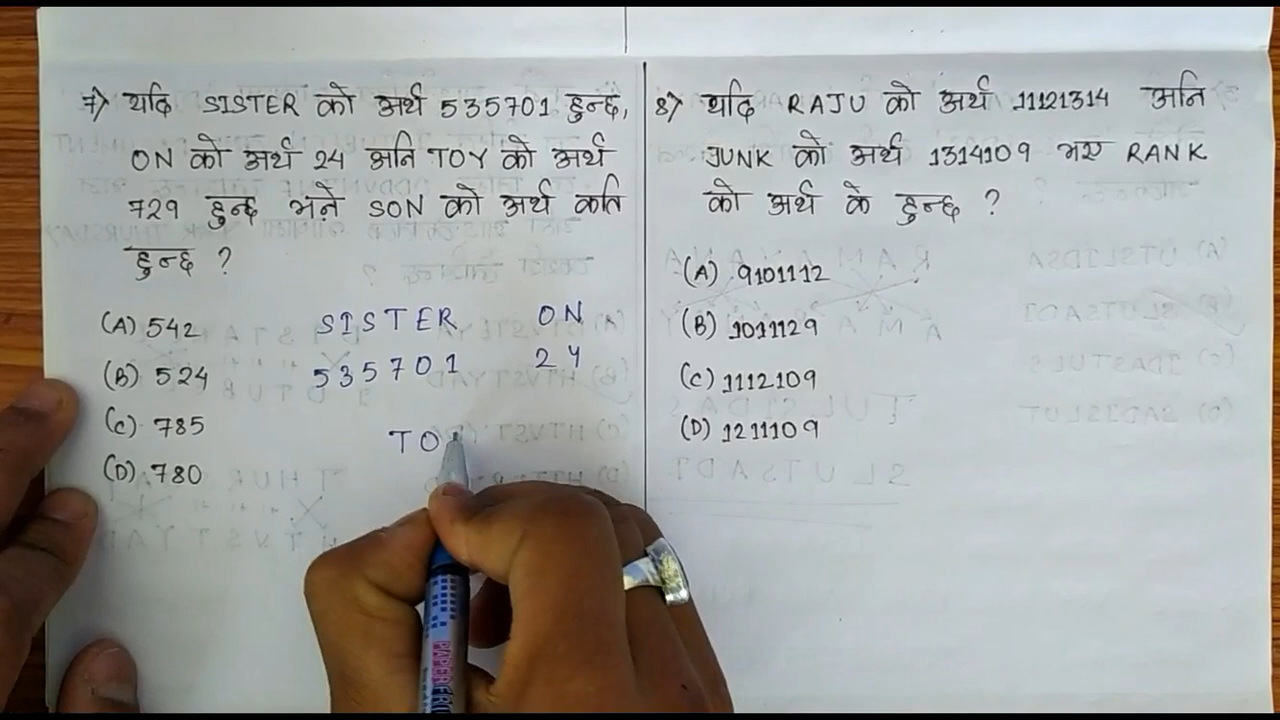 7) यदि SISTER को अर्थ 535701 हुन्छ,
ON को अर्थ 24 अनि TOY को अर्थ
729 हुन्छ भने SON को अर्थ कति
हुन्छ ?
(A) 542
(B) 524
(C) 785
(D) 780
SISTER ON
535701 24
TO
8) यदि RAJU को अर्थ 11121314 अनि
JUNK को अर्थ 1314109 भए RANK
को अर्थ के हुन्छ ?
(A) 9101112
(B) 1011129
(C) 1112109
(D) 1211109